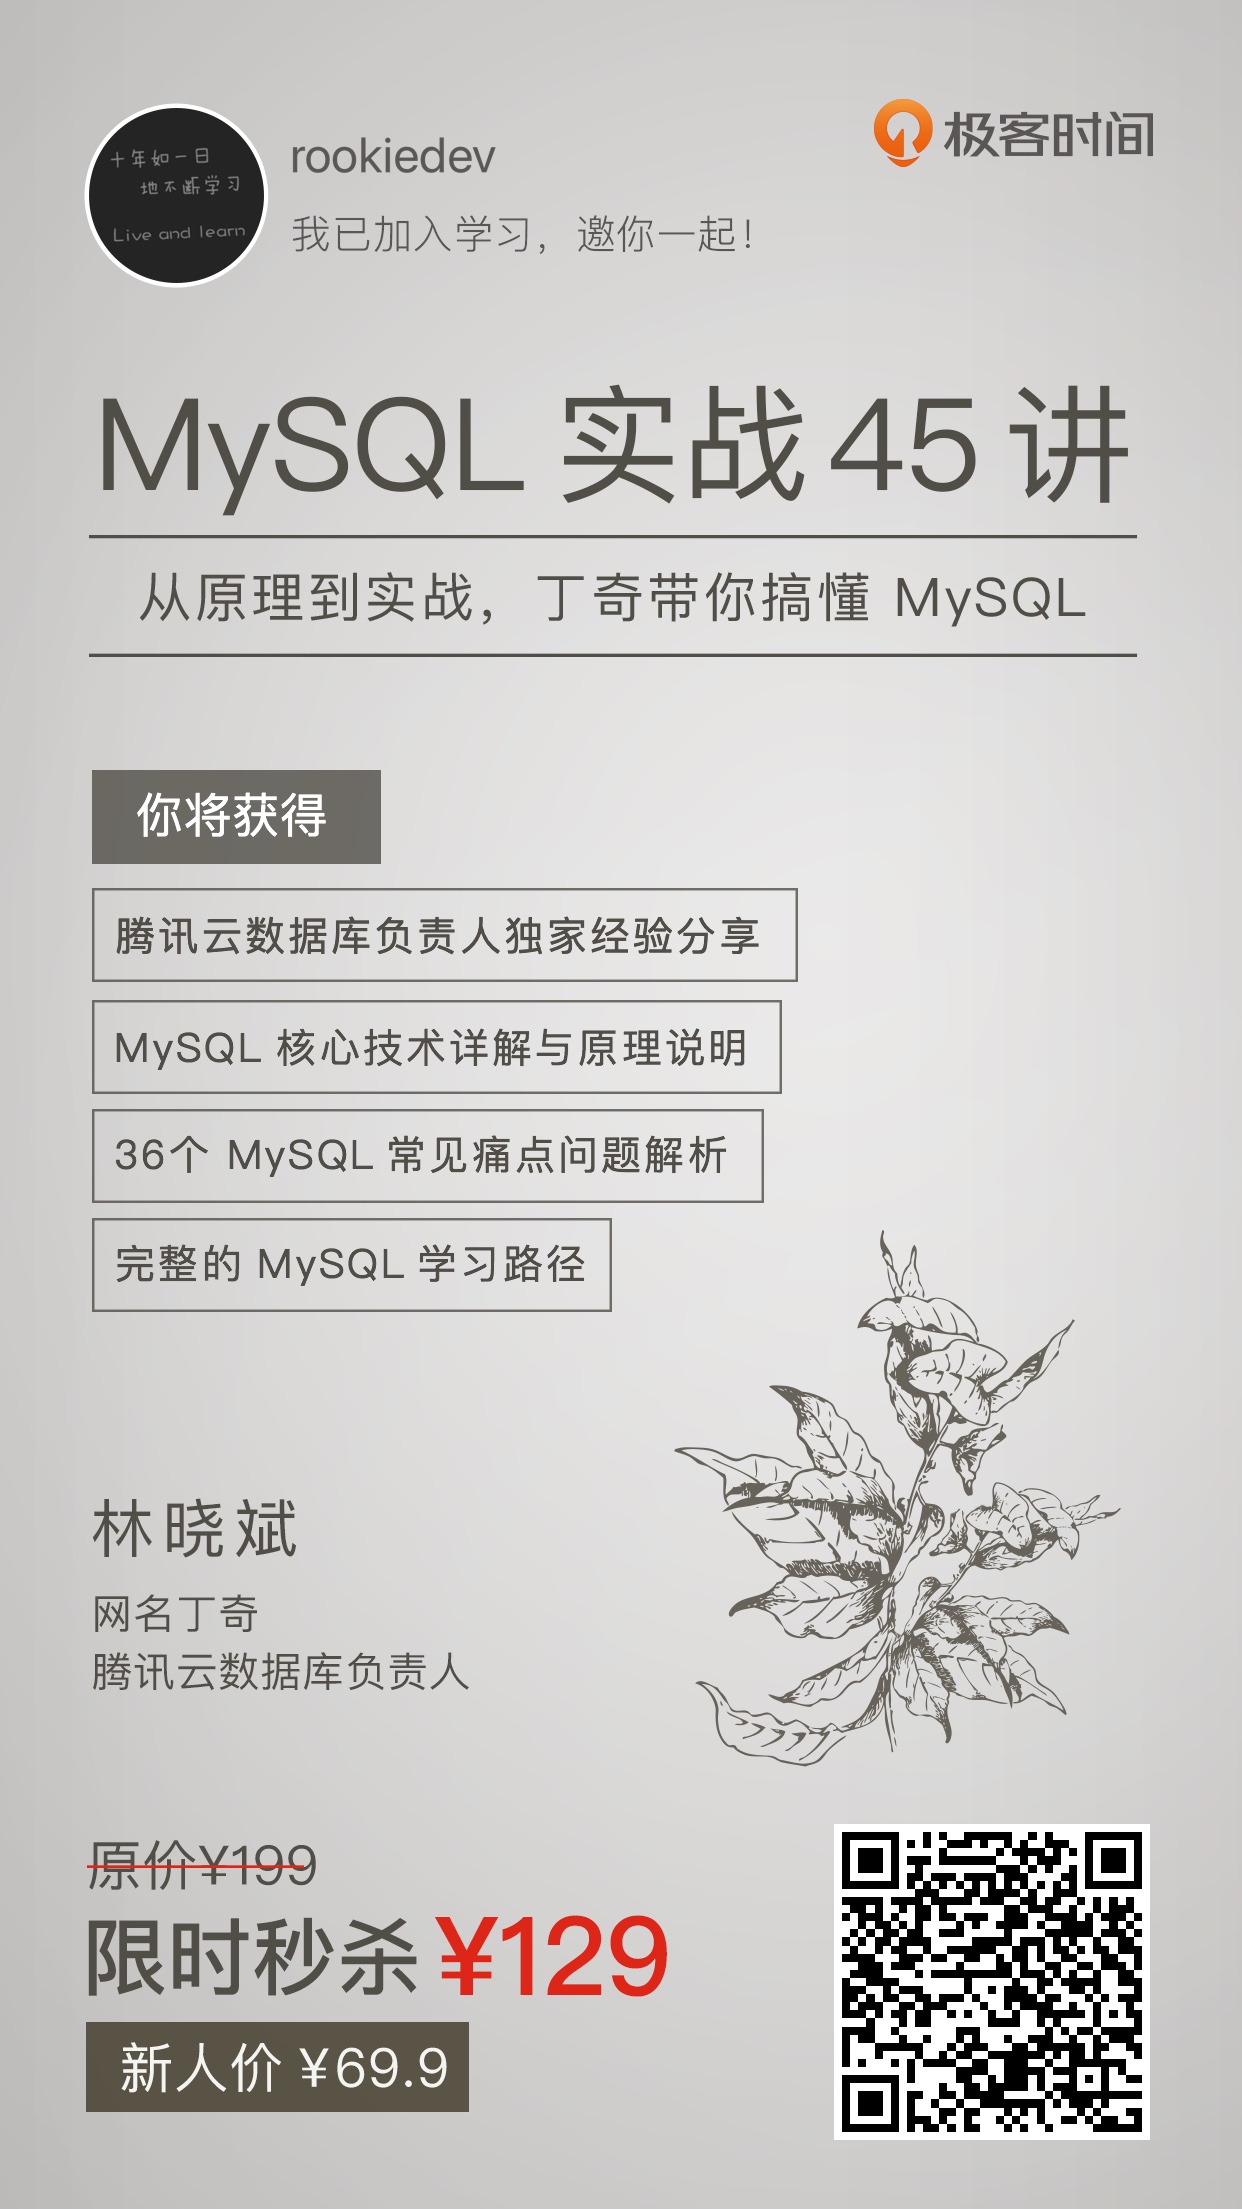 十年如一日
地不断学习
Live and learn
rookiedev
我已加入学习，邀你一起！
极客时间
MySQL 实战 45 讲
从原理到实战，丁奇带你搞懂 MySQL
你将获得
腾讯云数据库负责人独家经验分享
MySQL 核心技术详解与原理说明
36个 MySQL 常见痛点问题解析
完整的 MySQL 学习路径
林晓斌
网名丁奇
腾讯云数据库负责人
原价¥199
限时秒杀 ¥129
新人价 ¥69.9